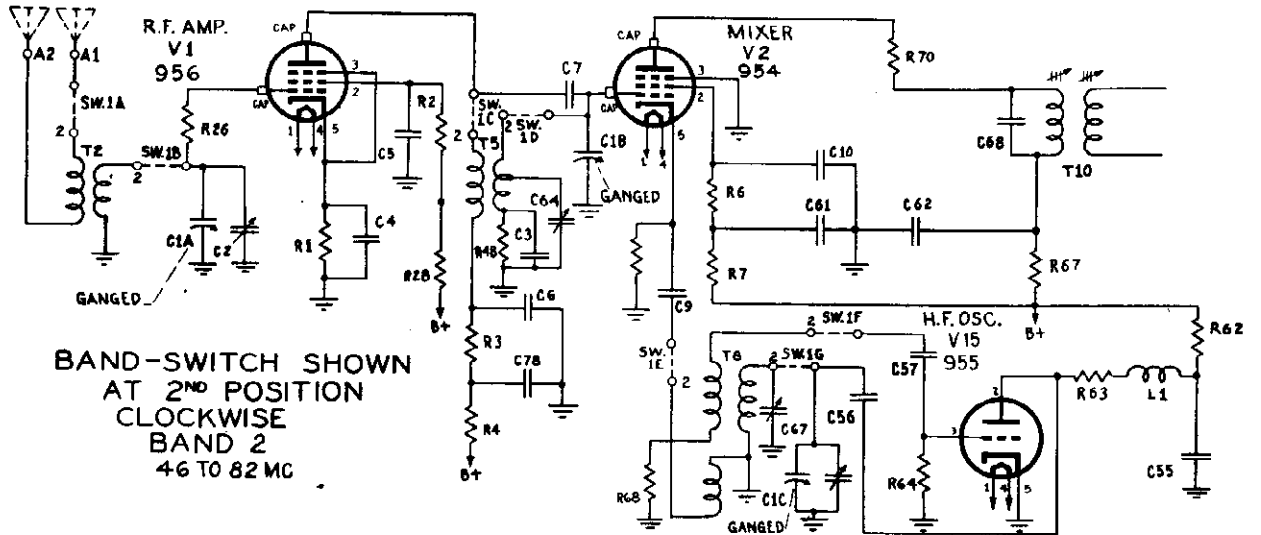 A2
A1
R.F. AMP.
V1
956
CAP
CAP
3
2
1
4
5
SW.1A
2
T2
R26
SW.1B
2
C1A
C2
GANGED
R1
C4
C5
R2
R28
B+
SW.
1C
2
T5
2
SW.
1D
C7
C1B
GANGED
C64
C3
R48
C6
R3
C78
R4
B+
CAP
CAP
MIXER
V2
954
3
2
1
4
5
R70
C68
T10
R6
C10
C61
C62
R7
R67
B+
C9
SW.
1E
2
T8
2
SW.1F
2
SW.1G
C67
C1C
GANGED
R68
C56
C57
H.F. OSC.
V15
955
2
3
1
4
5
R64
R63
L1
R62
C55
BAND-SWITCH SHOWN
AT 2ND POSITION
CLOCKWISE
BAND 2
46 TO 82 MC